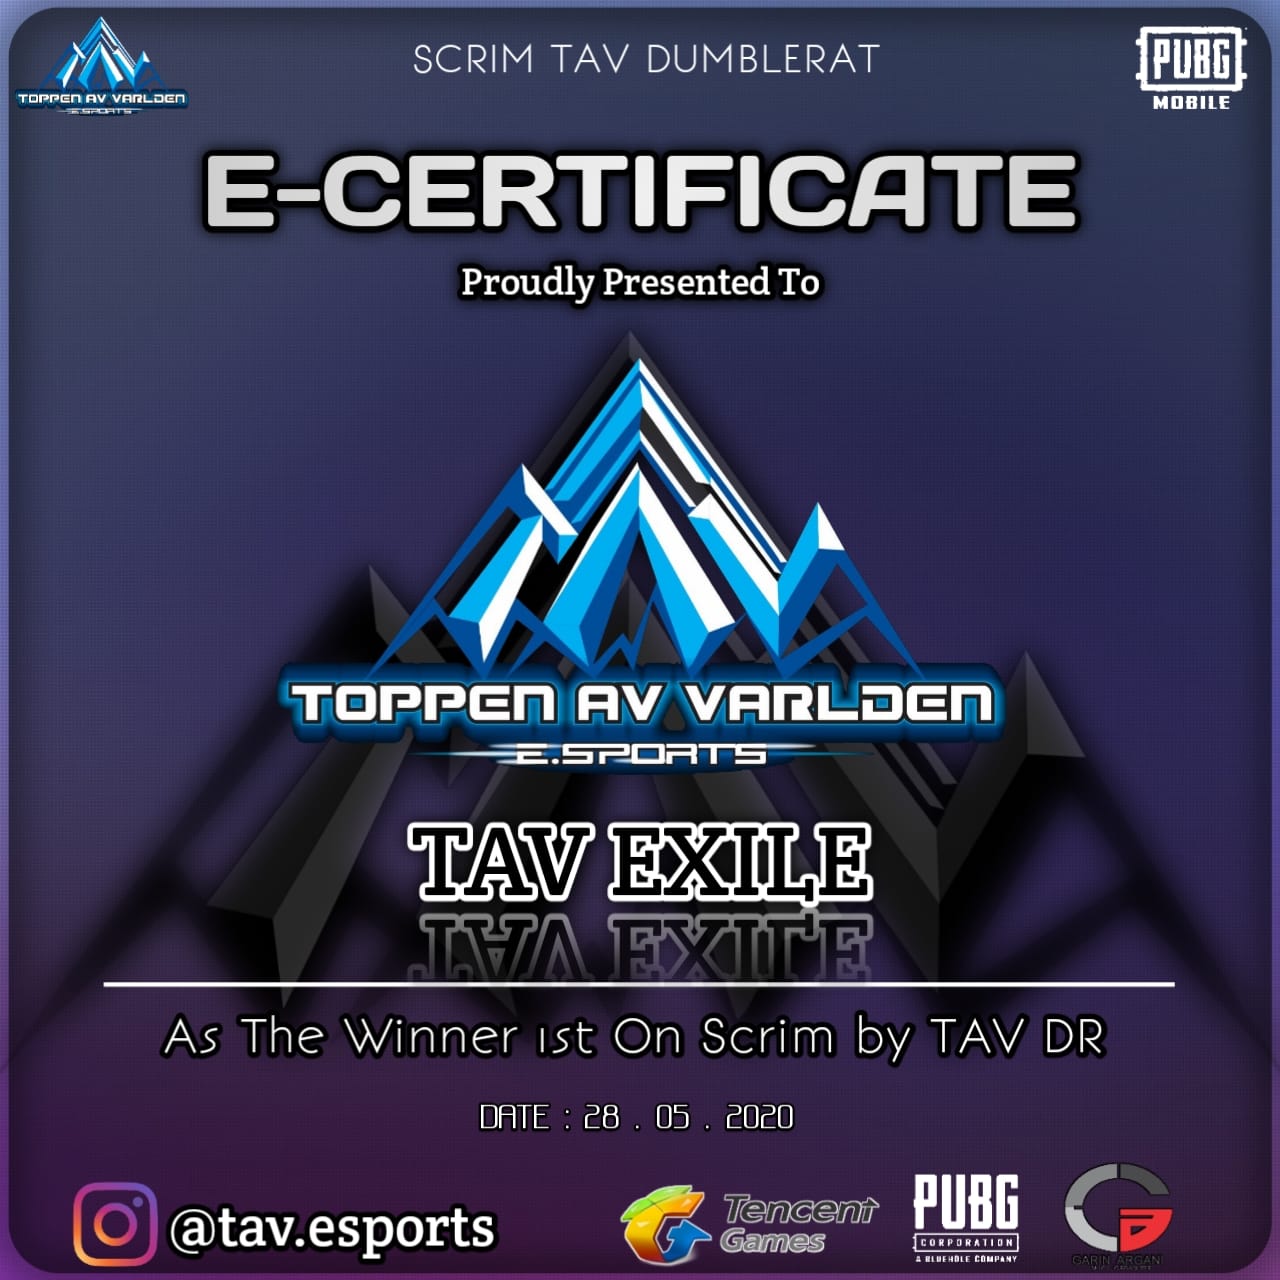 SCRIM TAV DUMBLERAT
TOPPEN AV VARLDEN
E.SPORTS
PUBG
MOBILE
E-CERTIFICATE
Proudly Presented To
TOPPEN AV VARLDEN
E.SPORTS
TAV EXILE
As The Winner 1st On Scrim by TAV DR
DATE : 28 . 05 . 2020
@tav.esports
Tencent
Games
PUBG
CORPORATION
A BLUEHOLE COMPANY
GARIN ARGANI